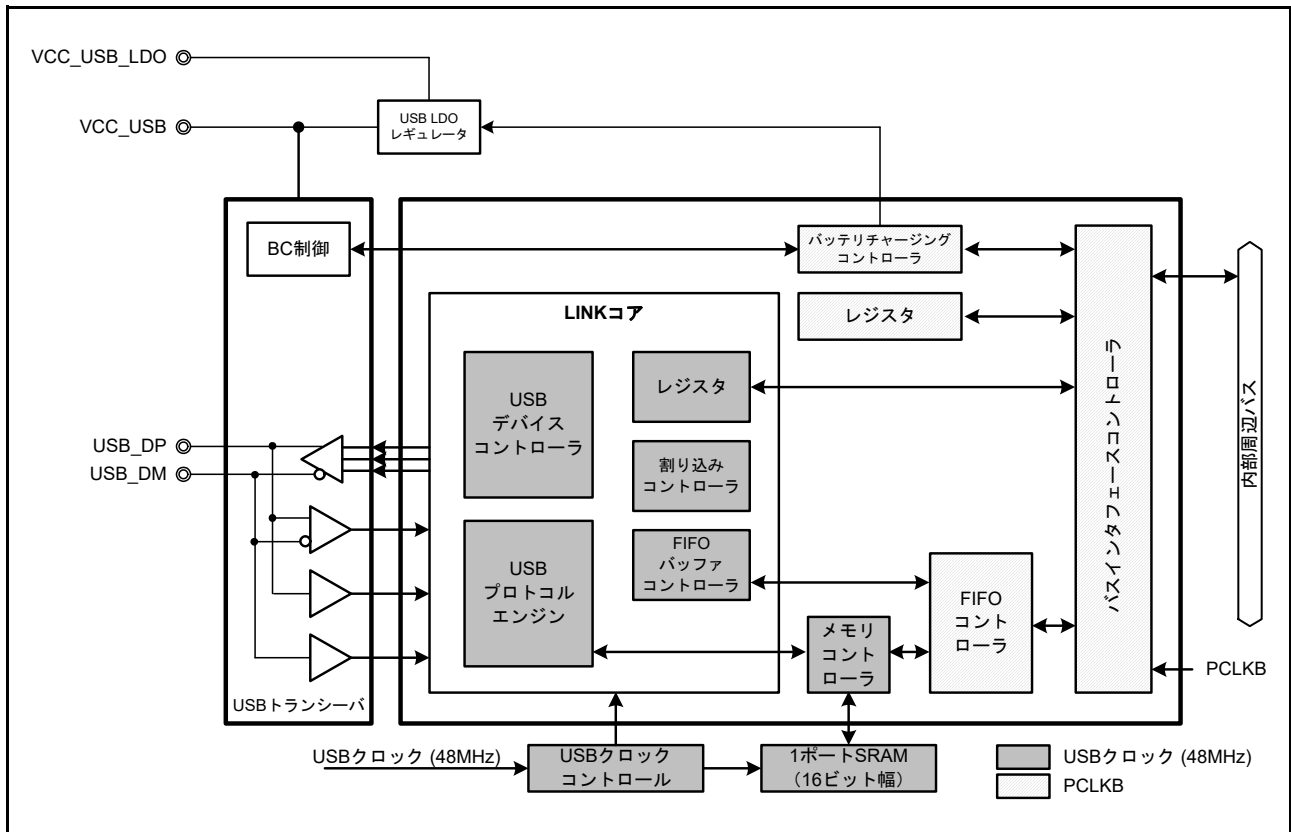 VCC_USB_LDO
VCC_USB
USB LDO
レギュレータ
BC制御
バッテリチャージング
コントローラ
LINKコア
レジスタ
USB
デバイス
コントローラ
レジスタ
割り込み
コントローラ
USB_DP
USB_DM
USB
プロトコル
エンジン
FIFO
バッファ
コントローラ
メモリ
コント
ローラ
FIFO
コント
ローラ
バスインタフェースコントローラ
内部周辺バス
PCLKB
USBトランシーバ
USBクロック (48MHz)
USBクロック
コントロール
1ポートSRAM
(16ビット幅)
USBクロック (48MHz)
PCLKB